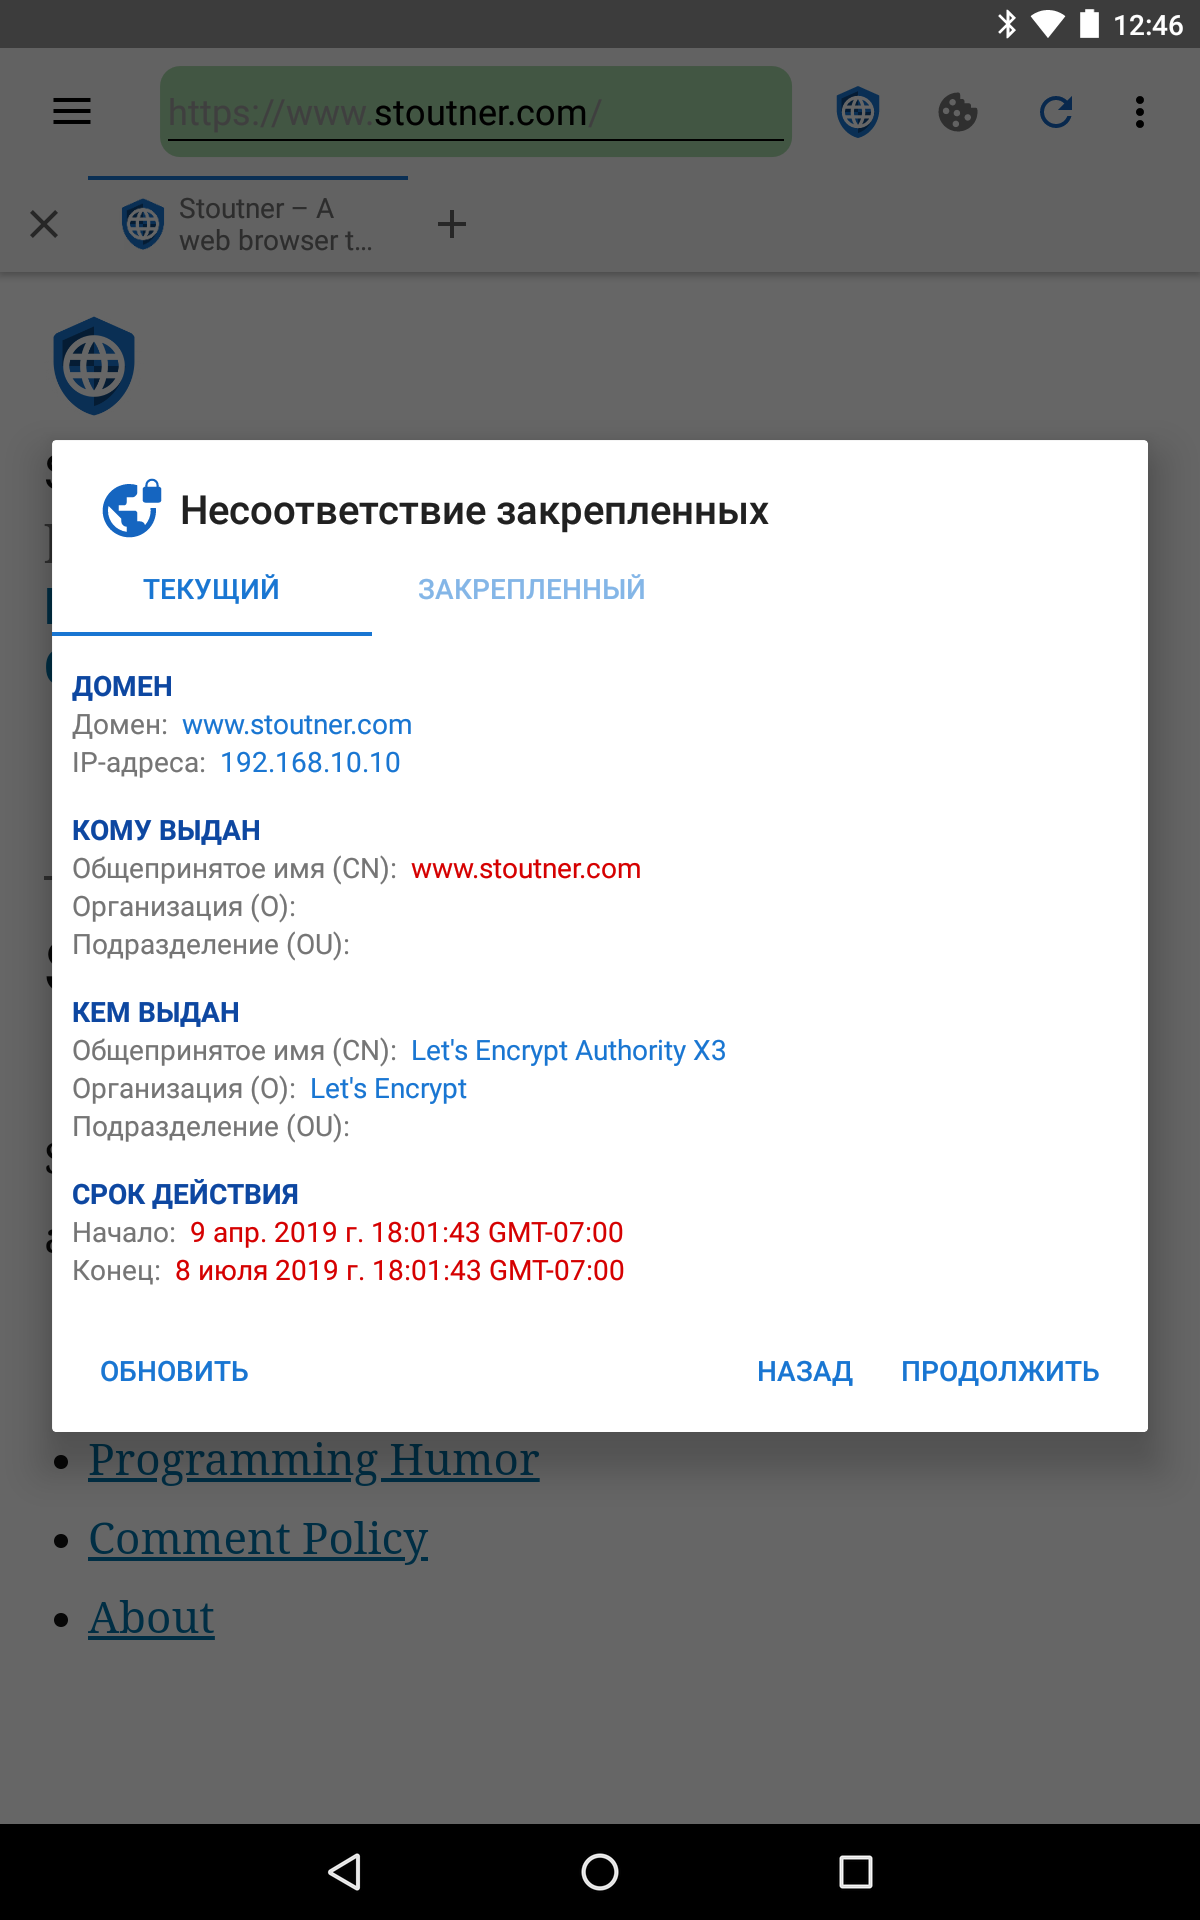 12:46
https://www.stoutner.com/
Stoutner – A
web browser t...
Несоответствие закрепленных
ТЕКУЩИЙ ЗАКРЕПЛЕННЫЙ
ДОМЕН
Домен: www.stoutner.com
IP-адреса: 192.168.10.10
КОМУ ВЫДАН
Общепринятое имя (CN): www.stoutner.com
Организация (O):
Подразделение (OU):
КЕМ ВЫДАН
Общепринятое имя (CN): Let's Encrypt Authority X3
Организация (O): Let's Encrypt
Подразделение (OU):
СРОК ДЕЙСТВИЯ
Начало: 9 апр. 2019 г. 18:01:43 GMT-07:00
Конец: 8 июля 2019 г. 18:01:43 GMT-07:00
ОБНОВИТЬ НАЗАД ПРОДОЛЖИТЬ
Programming Humor
Comment Policy
About